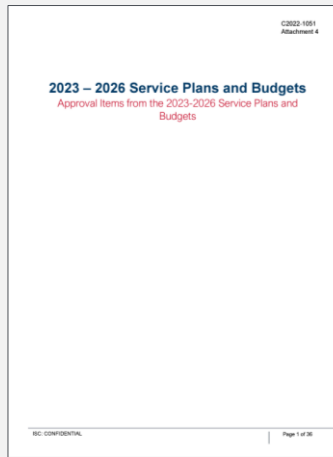 C2022-1051
Attachment 4
2023 – 2026 Service Plans and Budgets
Approval Items from the 2023-2026 Service Plans and
Budgets
ISC: CONFIDENTIAL
Page 1 of 36